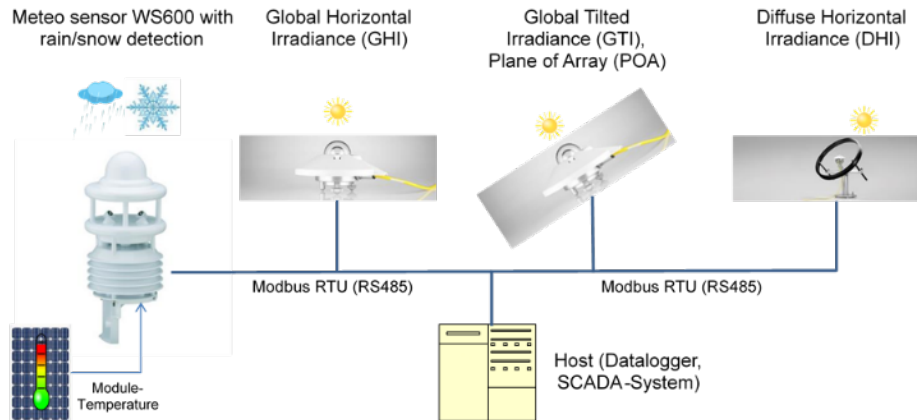 Meteo sensor WS600 with
rain/snow detection
Global Horizontal
Irradiance (GHI)
Global Tilted
Irradiance (GTI),
Plane of Array (POA)
Diffuse Horizontal
Irradiance (DHI)
Modbus RTU (RS485)
Modbus RTU (RS485)
Host (Datalogger,
SCADA-System)
Module-
Temperature